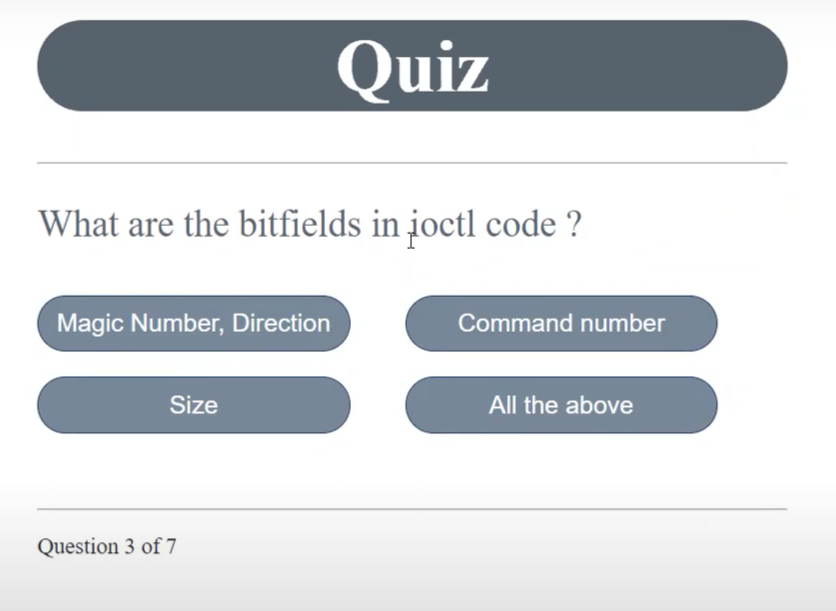 Quiz
What are the bitfields in ioctl code ?
Magic Number, Direction
Command number
Size
All the above
Question 3 of 7